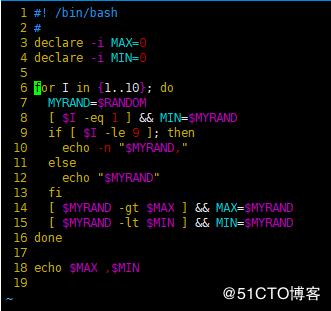 1 #! /bin/bash
2 #
3 declare -i MAX=0
4 declare -i MIN=0
5
6 for I in {1..10}; do
7   MYRAND=$RANDOM
8   [ $I -eq 1 ] && MIN=$MYRAND
9   if [ $I -le 9 ]; then
10     echo -n "$MYRAND,"
11   else
12     echo "$MYRAND"
13   fi
14   [ $MYRAND -gt $MAX ] && MAX=$MYRAND
15   [ $MYRAND -lt $MIN ] && MIN=$MYRAND
16 done
17
18 echo $MAX ,$MIN
19
~
@51CTO博客